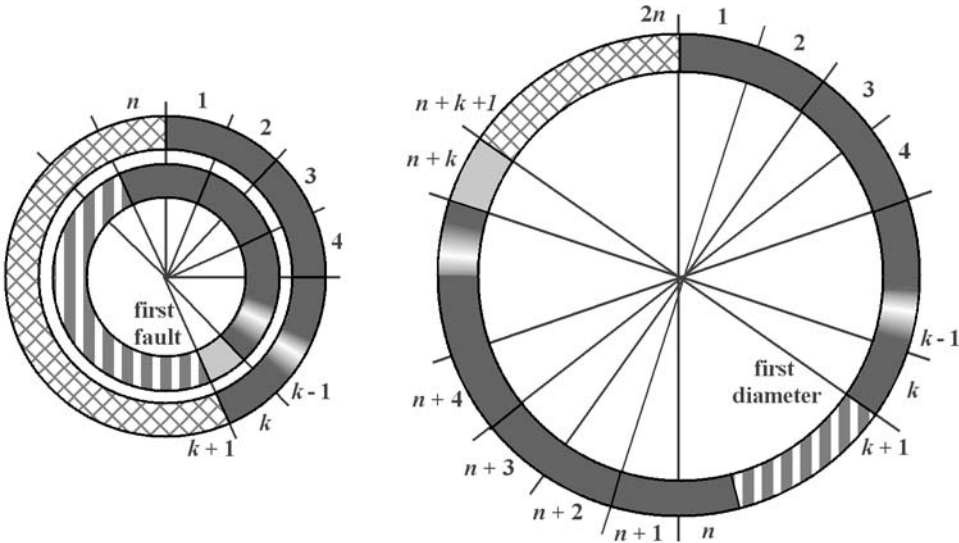 n
1
2
3
4
first
fault
k - 1
k
k + 1
2n
1
2
3
4
k - 1
k
first
diameter
k + 1
n
n + 1
n + 2
n + 3
n + 4
n + k
n + k +1